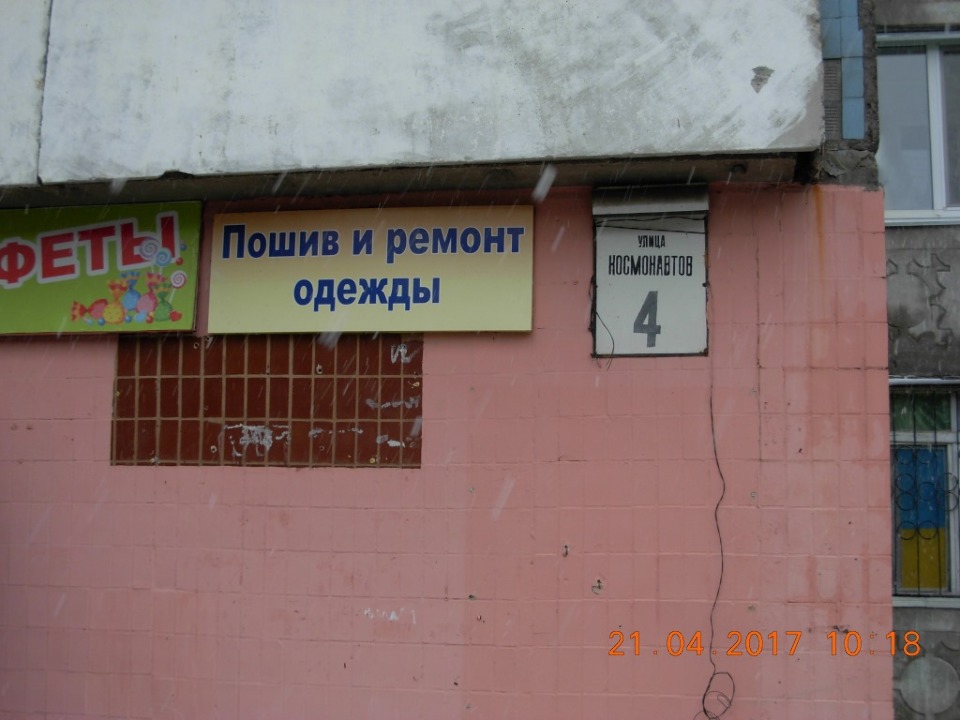 ФЕТЫ
Пошив и ремонт
одежды
УЛИЦА
КОСМОНАВТОВ
4
21.04.2017 10:18